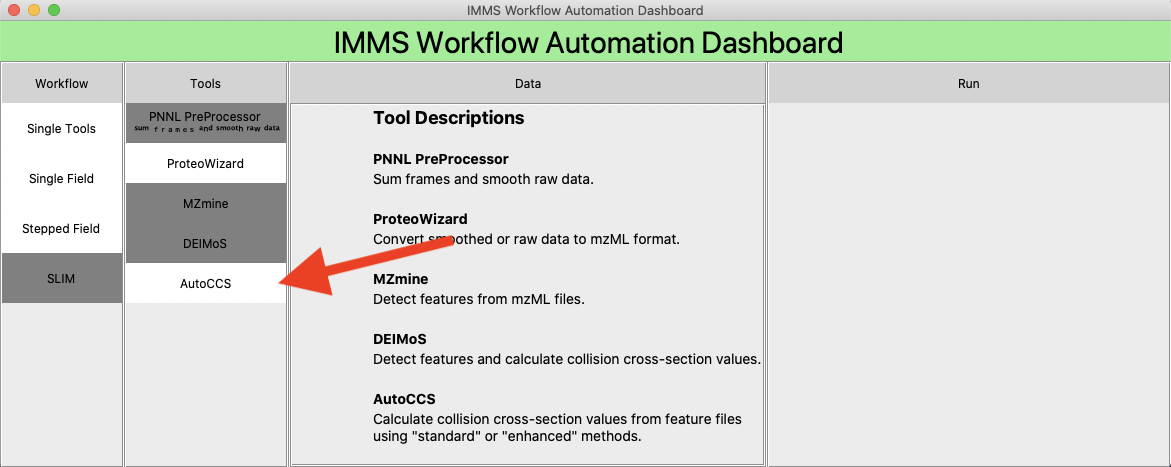 IMMS Workflow Automation Dashboard
IMMS Workflow Automation Dashboard
Workflow
Tools
Data
Run
Single Tools
Single Field
Stepped Field
SLIM
PNNL PreProcessor
sum frames and smooth raw data
ProteoWizard
MZmine
DEIMoS
AutoCCS
Tool Descriptions
PNNL PreProcessor
Sum frames and smooth raw data.
ProteoWizard
Convert smoothed or raw data to mzML format.
MZmine
Detect features from mzML files.
DEIMoS
Detect features and calculate collision cross-section values.
AutoCCS
Calculate collision cross-section values from feature files
using "standard" or "enhanced" methods.